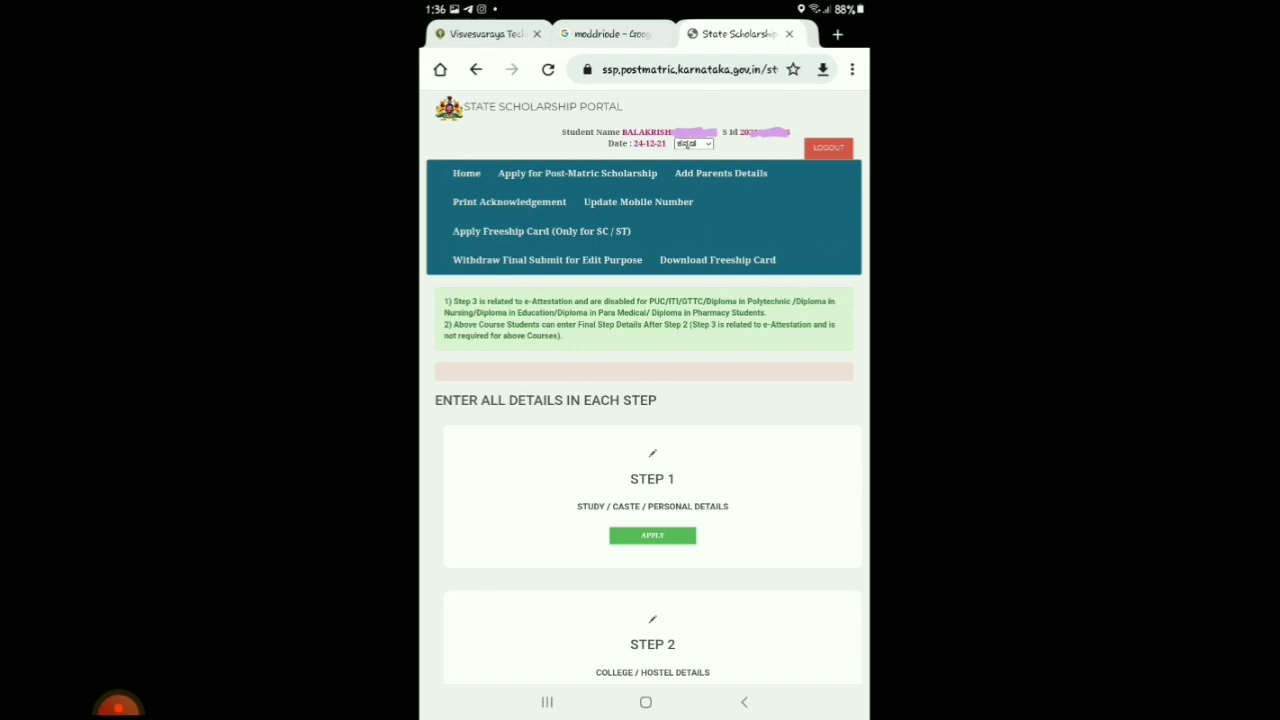 1:36
88%
Visvesvaraya Tech
moddriode - Goog
State Scholarship
ssp.postmatric.karnataka.gov.in/st
STATE SCHOLARSHIP PORTAL
Student Name BALAKRISH S Id 202
Date : 24-12-21 ಕನ್ನಡ
LOGOUT
Home Apply for Post-Matric Scholarship Add Parents Details
Print Acknowledgement Update Mobile Number
Apply Freeship Card (Only for SC / ST)
Withdraw Final Submit for Edit Purpose Download Freeship Card
1) Step 3 is related to e-Attestation and are disabled for PUC/ITI/GTTC/Diploma in Polytechnic /Diploma in
Nursing/Diploma in Education/Diploma in Para Medical/ Diploma in Pharmacy Students.
2) Above Course Students can enter Final Step Details After Step 2 (Step 3 is related to e-Attestation and is
not required for above Courses).
ENTER ALL DETAILS IN EACH STEP
STEP 1
STUDY / CASTE / PERSONAL DETAILS
APPLY
STEP 2
COLLEGE / HOSTEL DETAILS